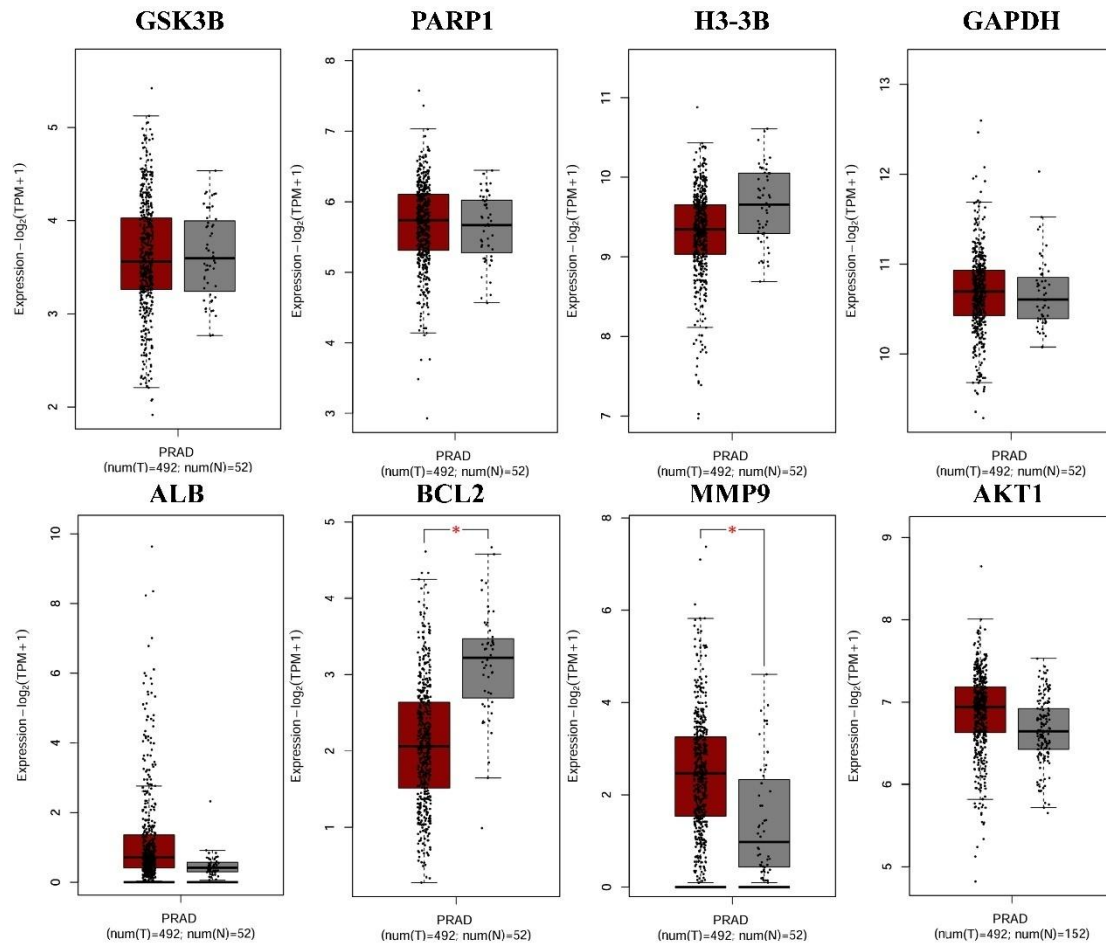 GSK3B
PARP1
H3-3B
GAPDH
Expression – log2(TPM + 1)
5
4
3
2
PRAD
(num(T)=492; num(N)=52)
Expression – log2(TPM + 1)
8
7
6
5
4
3
PRAD
(num(T)=492; num(N)=52)
Expression – log2(TPM + 1)
11
10
9
8
7
PRAD
(num(T)=492; num(N)=52)
Expression – log2(TPM + 1)
13
12
11
10
PRAD
(num(T)=492; num(N)=52)
ALB
BCL2
MMP9
AKT1
Expression – log2(TPM + 1)
10
8
6
4
2
0
PRAD
(num(T)=492; num(N)=52)
Expression – log2(TPM + 1)
5
4
3
2
1
*
PRAD
(num(T)=492; num(N)=52)
Expression – log2(TPM + 1)
8
6
4
2
0
*
PRAD
(num(T)=492; num(N)=52)
Expression – log2(TPM + 1)
9
8
7
6
5
PRAD
(num(T)=492; num(N)=152)